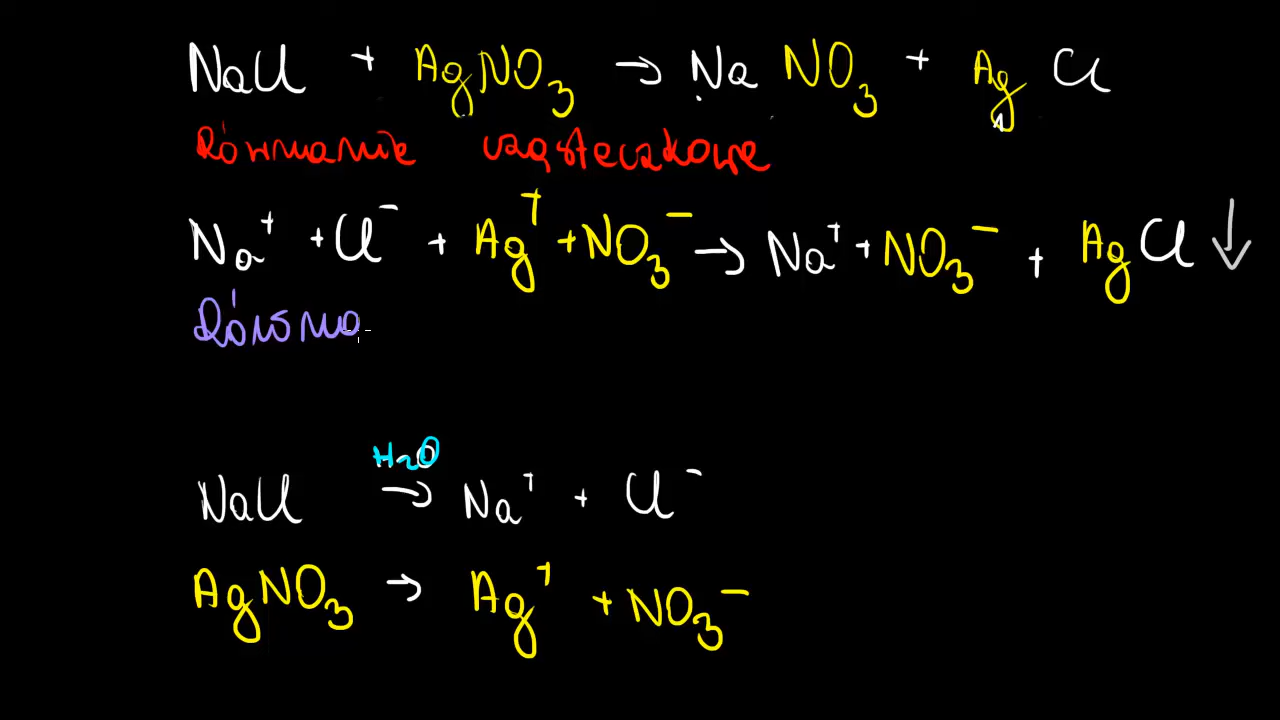 NaCl + AgNO₃ → NaNO₃ + AgCl
Równanie cząsteczkowe
Na⁺ + Cl⁻ + Ag⁺ + NO₃⁻ → Na⁺ + NO₃⁻ + AgCl ↓
Równa
H₂O
NaCl → Na⁺ + Cl⁻
AgNO₃ → Ag⁺ + NO₃⁻